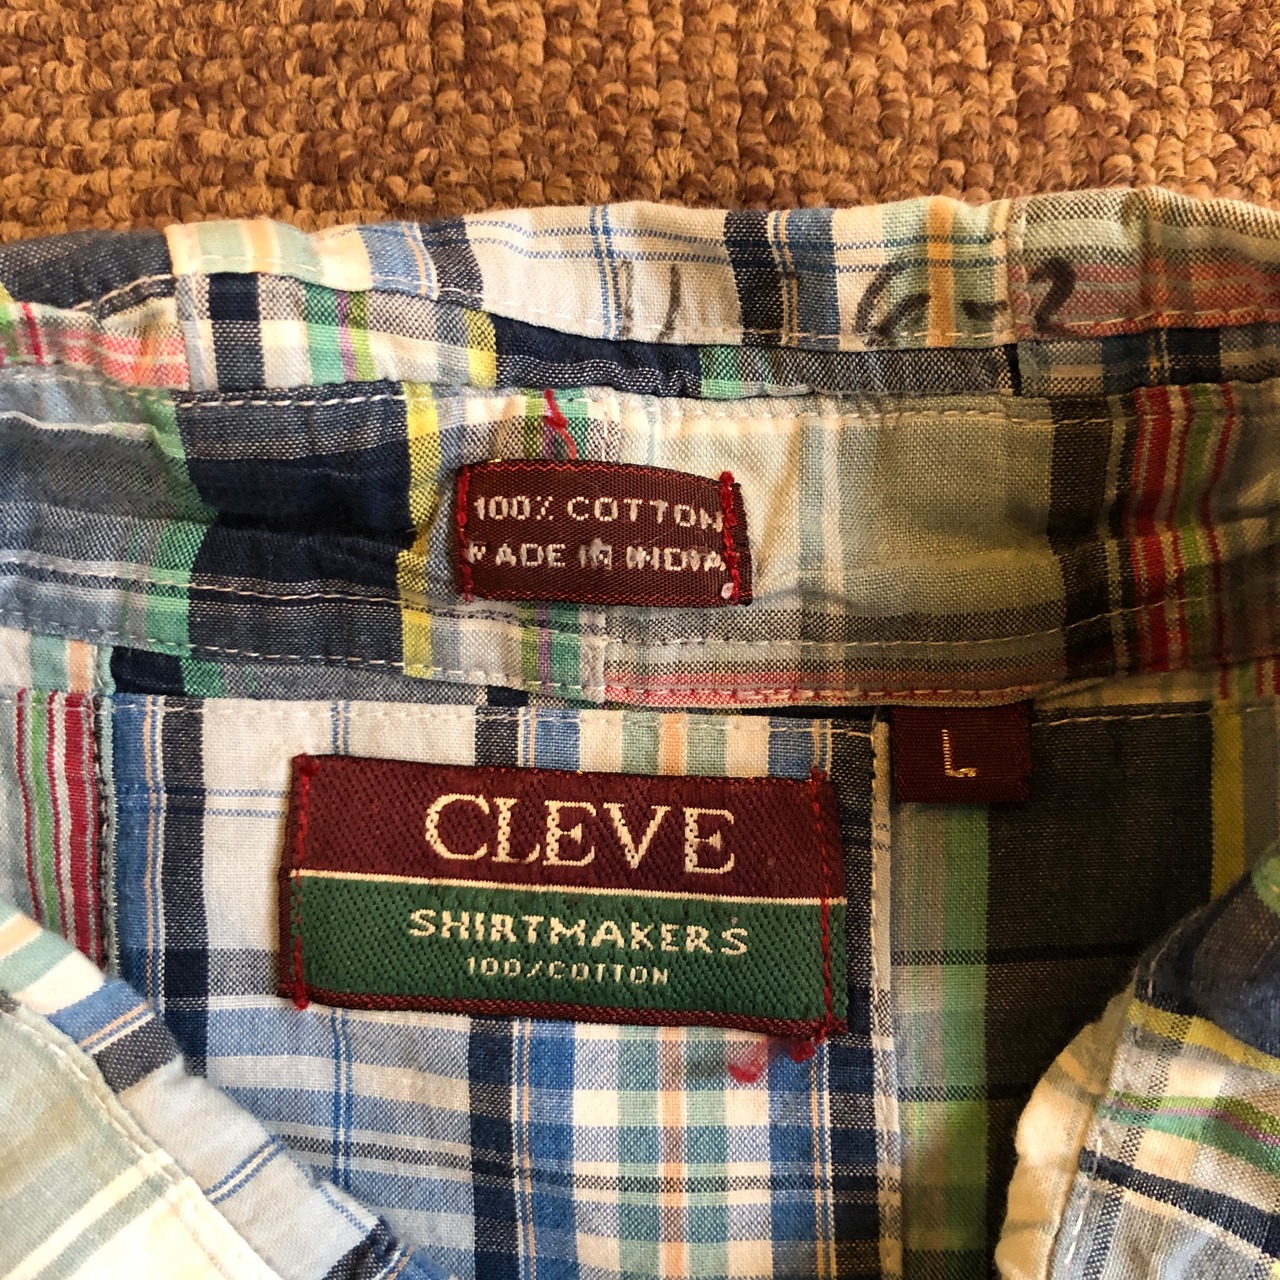 100% COTTON
MADE IN INDIA
L
CLEVE
SHIRTMAKERS
100%COTTON